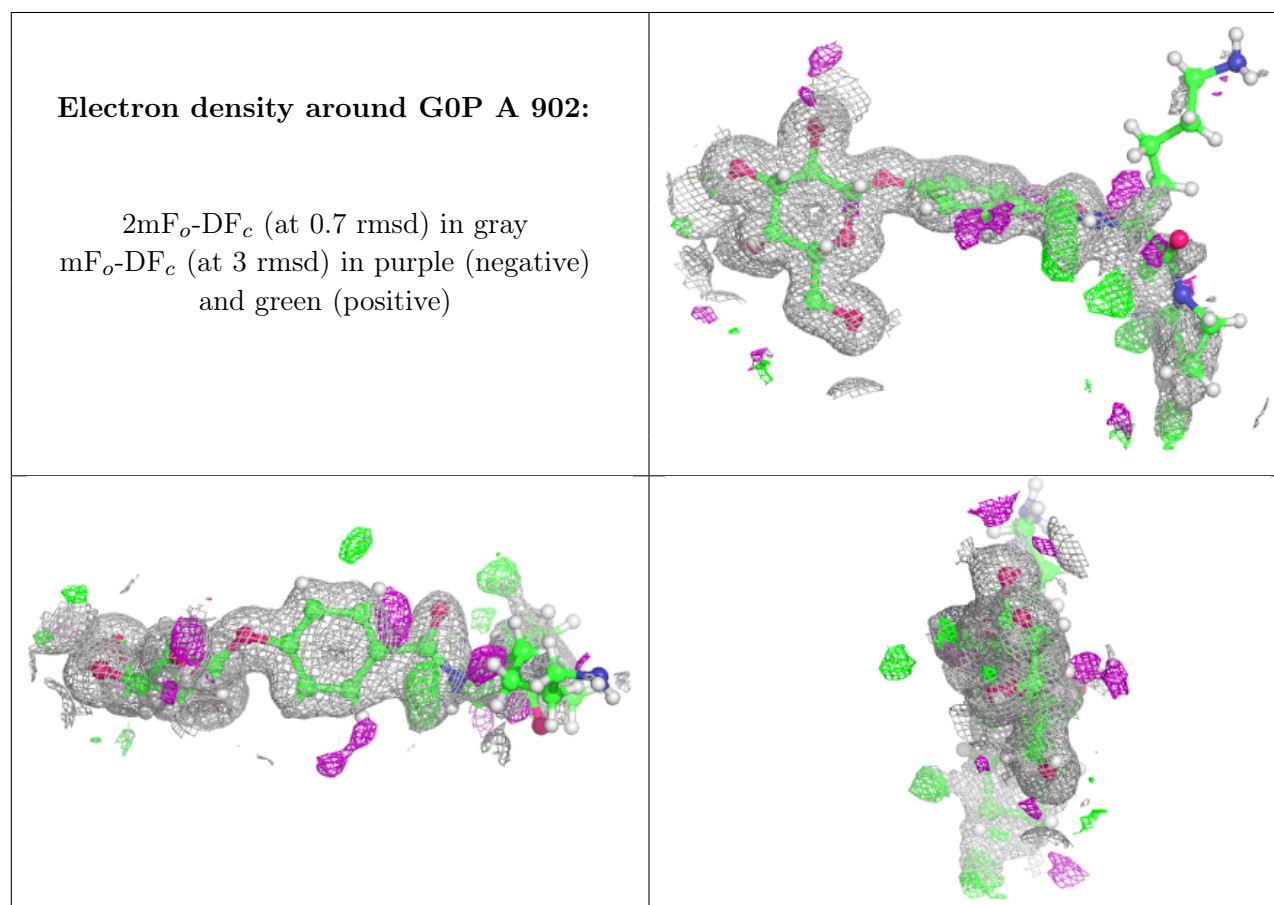 Electron density around G0P A 902:
2mFₒ-DF𝒸 (at 0.7 rmsd) in gray
mFₒ-DF𝒸 (at 3 rmsd) in purple (negative)
and green (positive)